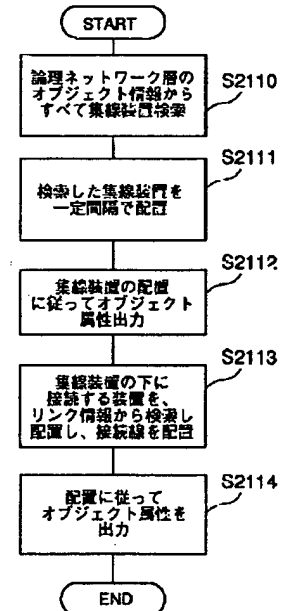 START
論理ネットワーク層の
オブジェクト情報から
すべて集線装置検索
S2110
検索した集線装置を
一定間隔で配置
S2111
集線装置の配置
に従ってオブジェクト
属性出力
S2112
集線装置の下に
接続する装置を、
リンク情報から検索し
配置し、接続線を配置
S2113
配置に従って
オブジェクト属性を
出力
S2114
END